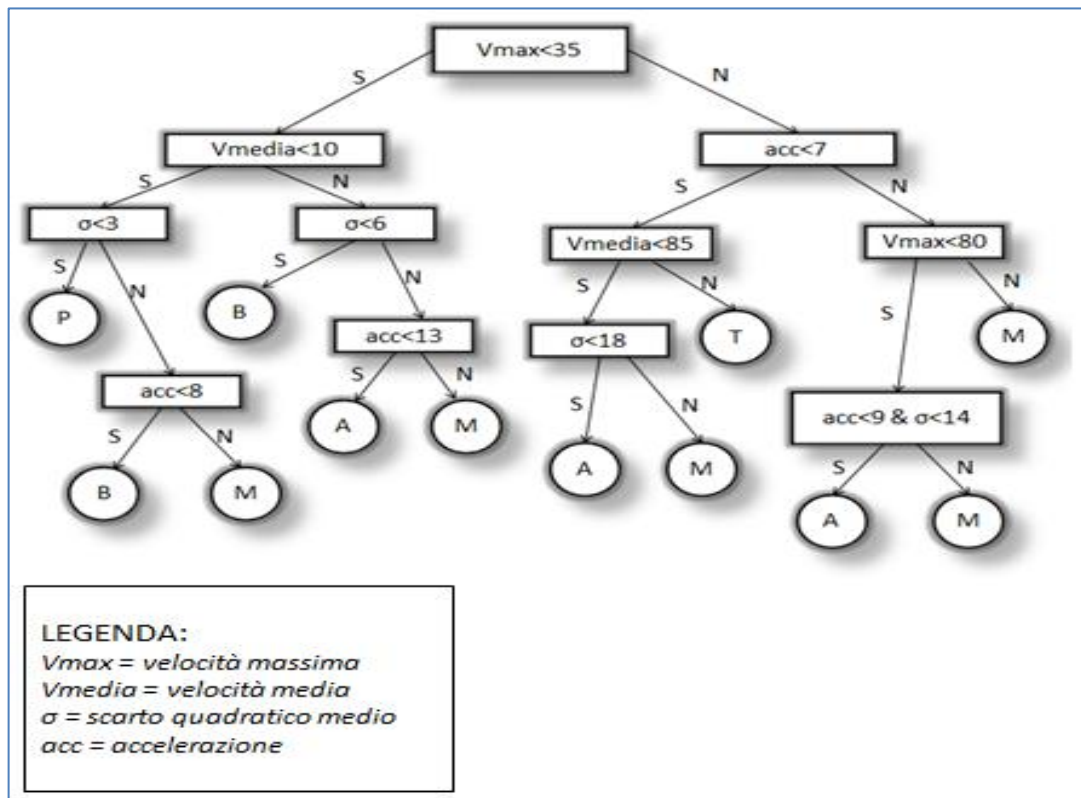 Vmax<35
S
N
Vmedia<10
acc<7
S
N
S
N
σ<3
σ<6
Vmedia<85
Vmax<80
S
N
S
N
S
N
S
N
P
B
acc<13
σ<18
T
M
acc<8
S
N
S
N
acc<9 & σ<14
S
N
A
M
A
M
S
N
B
M
A
M
LEGENDA:
Vmax = velocità massima
Vmedia = velocità media
σ = scarto quadratico medio
acc = accelerazione